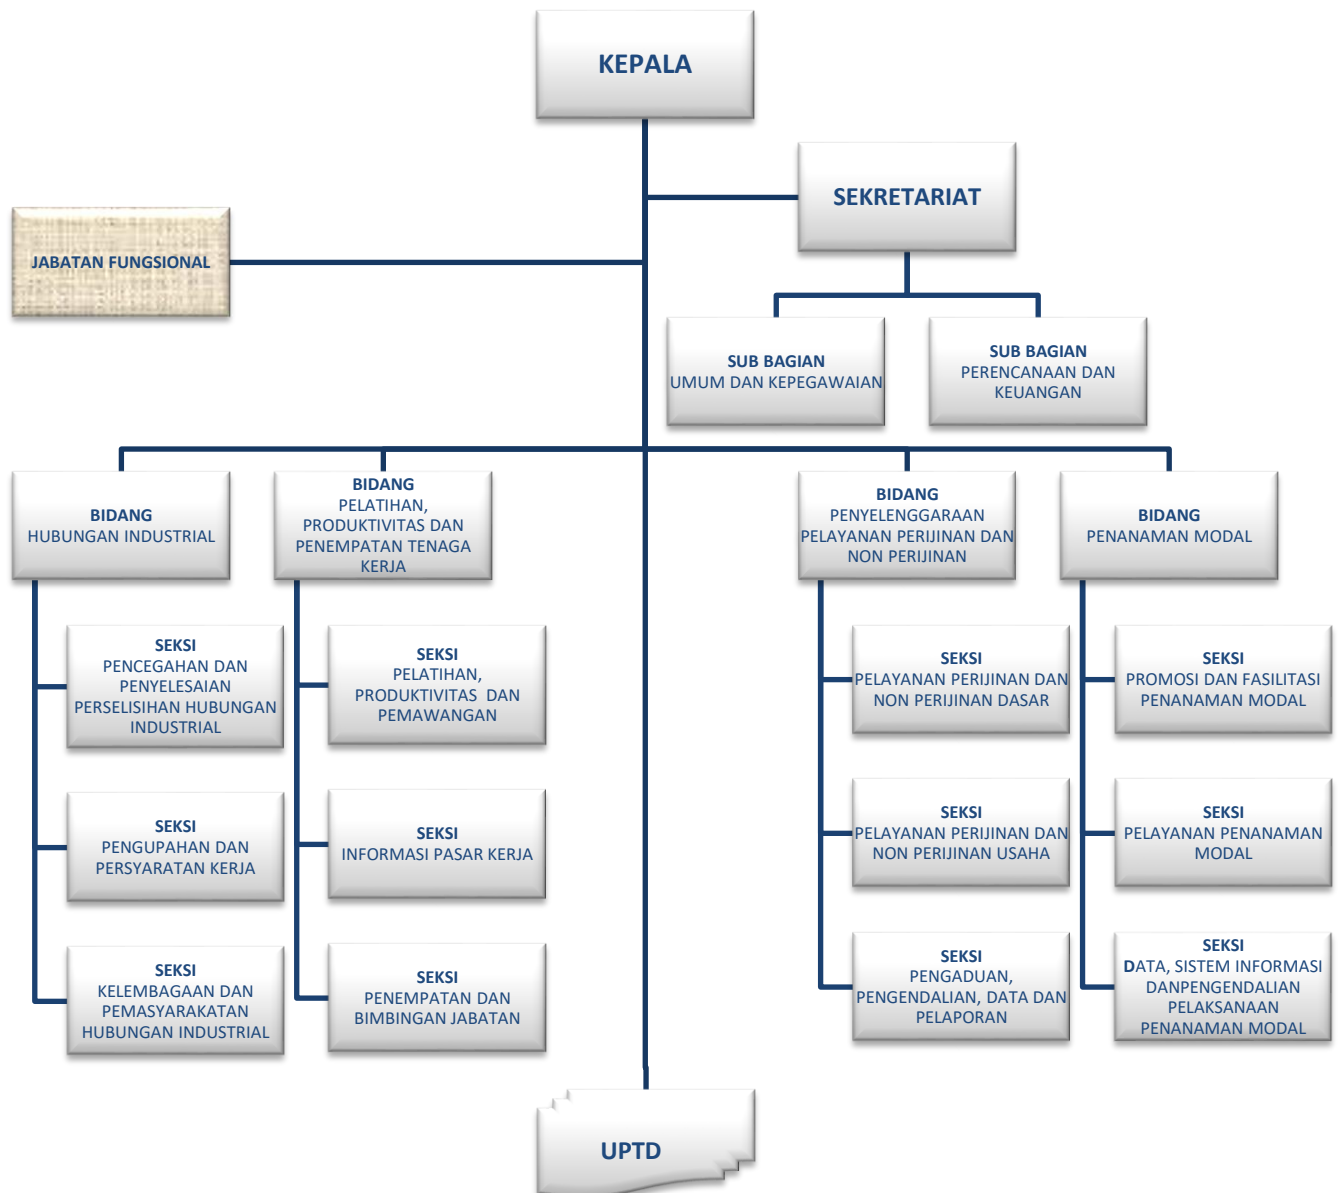 KEPALA
SEKRETARIAT
JABATAN FUNGSIONAL
SUB BAGIAN
UMUM DAN KEPEGAWAIAN
SUB BAGIAN
PERENCANAAN DAN
KEUANGAN
BIDANG
HUBUNGAN INDUSTRIAL
BIDANG
PELATIHAN,
PRODUKTIVITAS DAN
PENEMPATAN TENAGA
KERJA
BIDANG
PENYELENGGARAAN
PELAYANAN PERIJINAN DAN
NON PERIJINAN
BIDANG
PENANAMAN MODAL
SEKSI
PENCEGAHAN DAN
PENYELESAIAN
PERSELISIHAN HUBUNGAN
INDUSTRIAL
SEKSI
PELATIHAN,
PRODUKTIVITAS  DAN
PEMAWANGAN
SEKSI
PELAYANAN PERIJINAN DAN
NON PERIJINAN DASAR
SEKSI
PROMOSI DAN FASILITASI
PENANAMAN MODAL
SEKSI
PENGUPAHAN DAN
PERSYARATAN KERJA
SEKSI
INFORMASI PASAR KERJA
SEKSI
PELAYANAN PERIJINAN DAN
NON PERIJINAN USAHA
SEKSI
PELAYANAN PENANAMAN
MODAL
SEKSI
KELEMBAGAAN DAN
PEMASYARAKATAN
HUBUNGAN INDUSTRIAL
SEKSI
PENEMPATAN DAN
BIMBINGAN JABATAN
SEKSI
PENGADUAN,
PENGENDALIAN, DATA DAN
PELAPORAN
SEKSI
DATA, SISTEM INFORMASI
DANPENGENDALIAN
PELAKSANAAN
PENANAMAN MODAL
UPTD